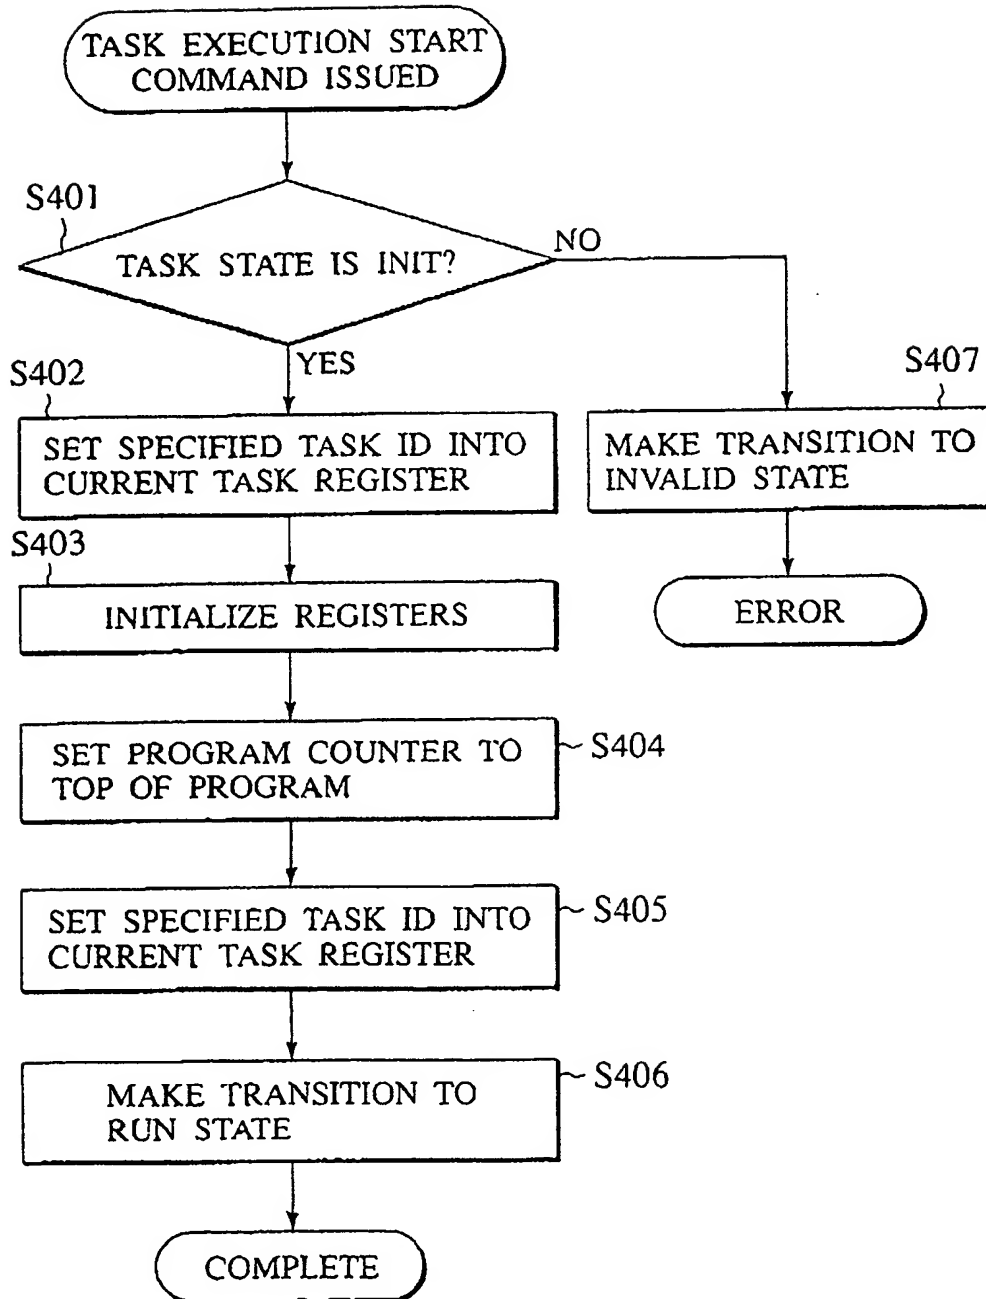 TASK EXECUTION START
COMMAND ISSUED
S401
TASK STATE IS INIT?
NO
YES
S402
SET SPECIFIED TASK ID INTO
CURRENT TASK REGISTER
S407
MAKE TRANSITION TO
INVALID STATE
S403
INITIALIZE REGISTERS
ERROR
SET PROGRAM COUNTER TO
TOP OF PROGRAM
S404
SET SPECIFIED TASK ID INTO
CURRENT TASK REGISTER
S405
MAKE TRANSITION TO
RUN STATE
S406
COMPLETE